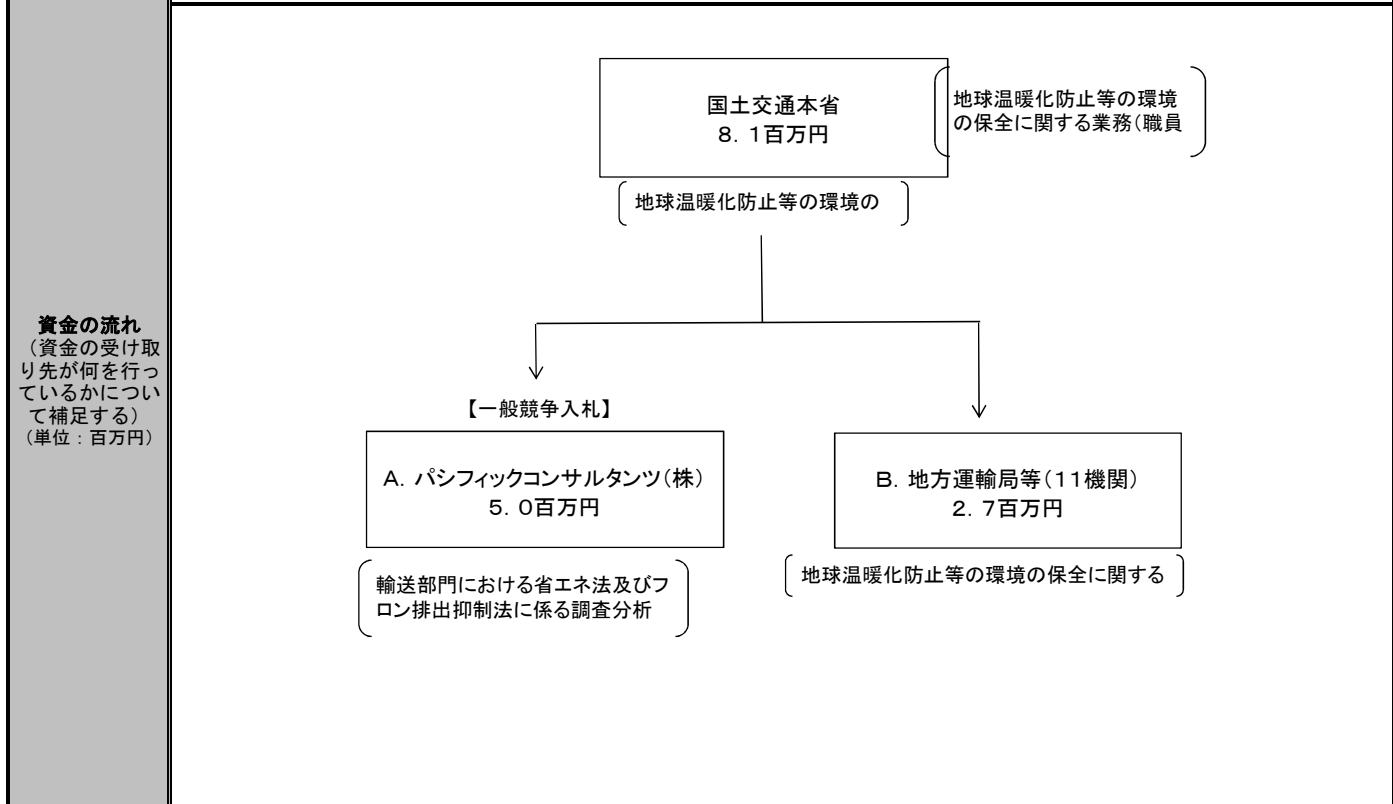 資金の流れ
（資金の受け取
り先が何を行っ
ているかについ
て補足する）
（単位：百万円）
国土交通本省
８．１百万円
地球温暖化防止等の環境
の保全に関する業務（職員
地球温暖化防止等の環境の
【一般競争入札】
Ａ．パシフィックコンサルタンツ（株）
５．０百万円
輸送部門における省エネ法及びフ
ロン排出抑制法に係る調査分析
Ｂ．地方運輸局等（１１機関）
２．７百万円
地球温暖化防止等の環境の保全に関する